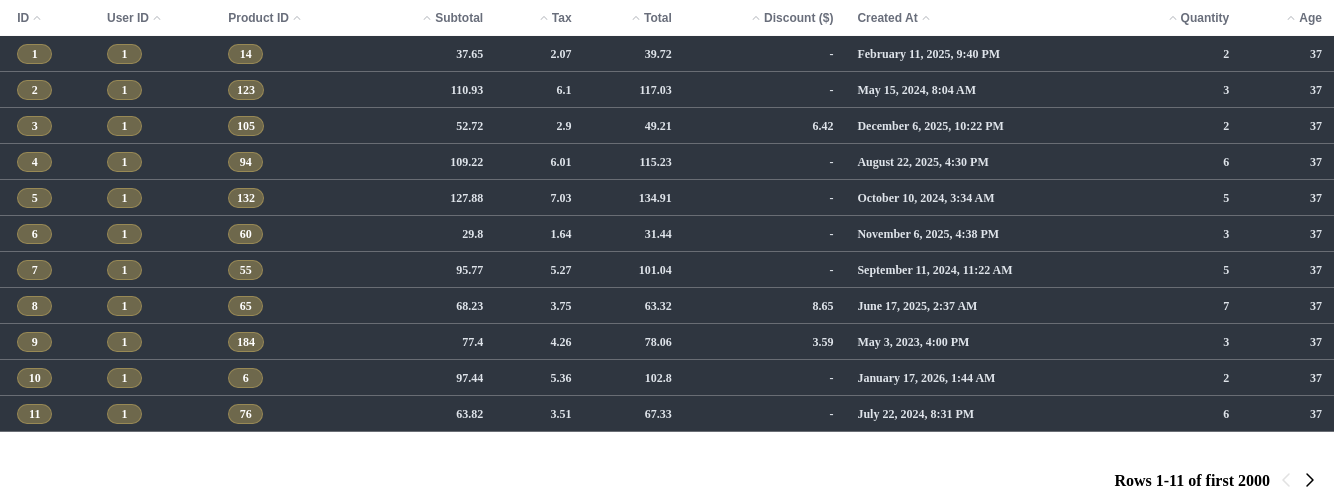 ID User ID Product ID Subtotal Tax Total Discount ($) Created At Quantity Age
1 1 14 37.65 2.07 39.72 - February 11, 2025, 9:40 PM 2 37
2 1 123 110.93 6.1 117.03 - May 15, 2024, 8:04 AM 3 37
3 1 105 52.72 2.9 49.21 6.42 December 6, 2025, 10:22 PM 2 37
4 1 94 109.22 6.01 115.23 - August 22, 2025, 4:30 PM 6 37
5 1 132 127.88 7.03 134.91 - October 10, 2024, 3:34 AM 5 37
6 1 60 29.8 1.64 31.44 - November 6, 2025, 4:38 PM 3 37
7 1 55 95.77 5.27 101.04 - September 11, 2024, 11:22 AM 5 37
8 1 65 68.23 3.75 63.32 8.65 June 17, 2025, 2:37 AM 7 37
9 1 184 77.4 4.26 78.06 3.59 May 3, 2023, 4:00 PM 3 37
10 1 6 97.44 5.36 102.8 - January 17, 2026, 1:44 AM 2 37
11 1 76 63.82 3.51 67.33 - July 22, 2024, 8:31 PM 6 37
Rows 1-11 of first 2000